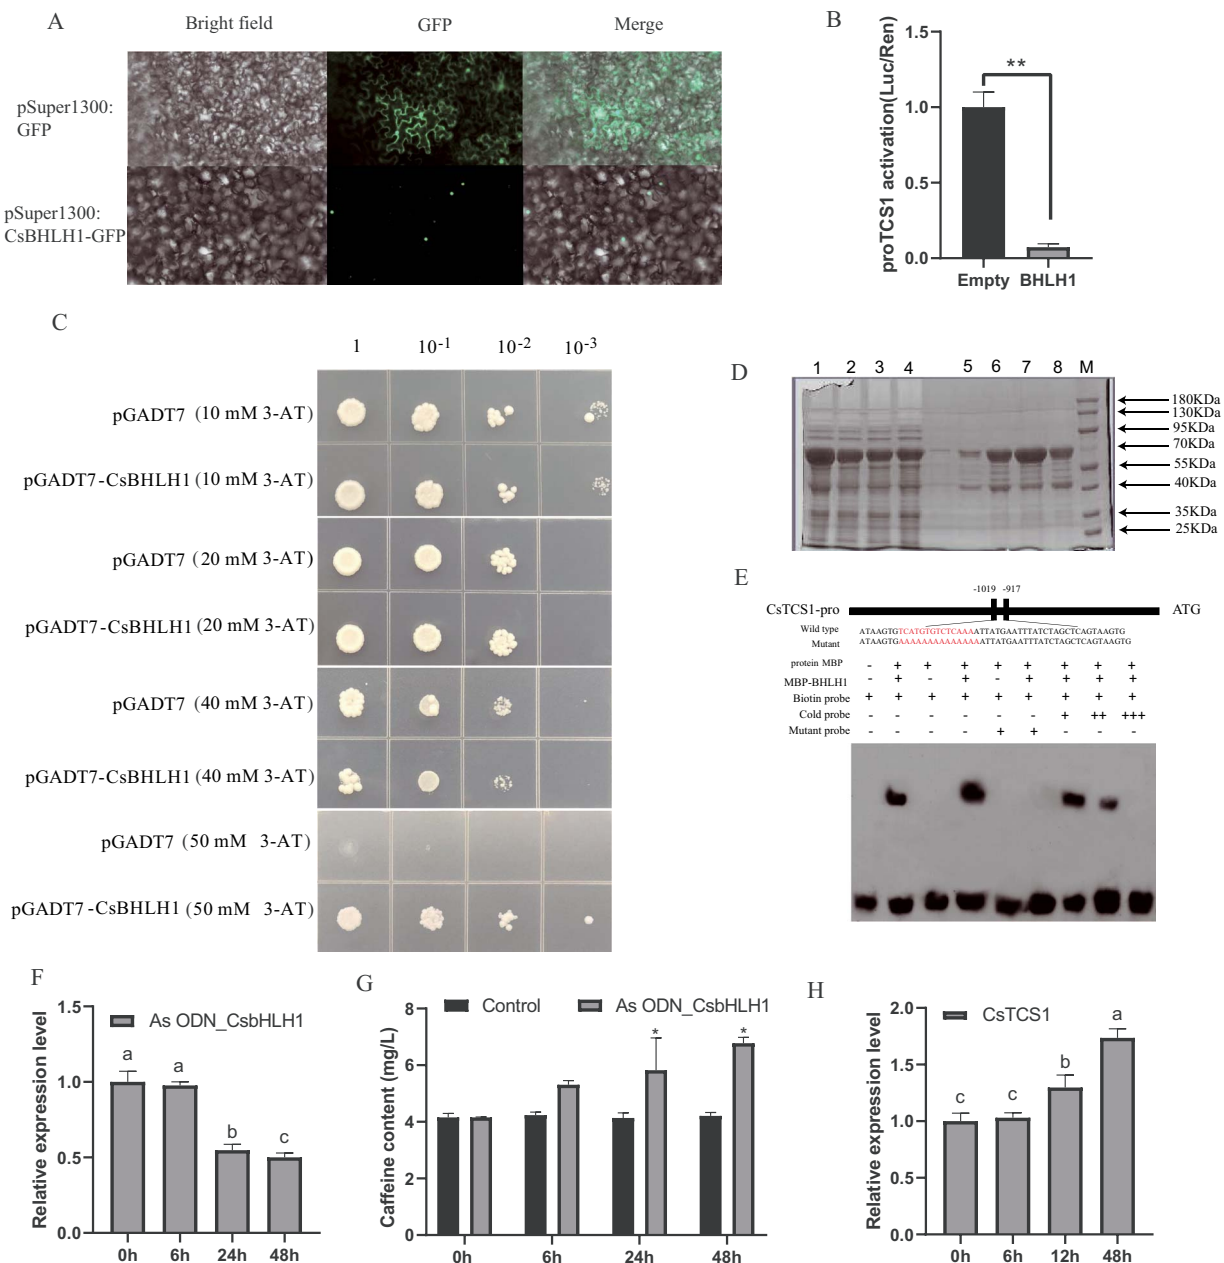 A
Bright field GFP Merge
pSuper1300:
GFP
pSuper1300:
CsBHLH1-GFP
B
proTCS1 activation(Luc/Ren)
1.5
1.0
0.5
0.0
**
Empty BHLH1
C
1 10-1 10-2 10-3
pGADT7 (10 mM 3-AT)
pGADT7-CsBHLH1 (10 mM 3-AT)
pGADT7 (20 mM 3-AT)
pGADT7-CsBHLH1 (20 mM 3-AT)
pGADT7 (40 mM 3-AT)
pGADT7-CsBHLH1 (40 mM 3-AT)
pGADT7 (50 mM 3-AT)
pGADT7-CsBHLH1 (50 mM 3-AT)
D
1 2 3 4 5 6 7 8 M
180KDa
130KDa
95KDa
70KDa
55KDa
40KDa
35KDa
25KDa
E
-1019 -917
CsTCS1-pro ATG
Wild type ATAAGTGTCATGTGTCTCAAAATTATGAATTTATCTAGCTCAGTAAGTG
Mutant ATAAGTGAAAAAAAAAAAAAAATTATGAATTTATCTAGCTCAGTAAGTG
protein MBP - + + + + + + + +
MBP-BHLH1 - + - + - + + + +
Biotin probe + + + + + + + + +
Cold probe - - - - - - + ++ +++
Mutant probe - - - - + + - - -
F
Relative expression level
As ODN_CsbHLH1
1.5
1.0
0.5
0.0
a a b c
0h 6h 24h 48h
G
Caffeine content (mg/L)
Control As ODN_CsbHLH1
8
6
4
2
0
* *
0h 6h 24h 48h
H
Relative expression level
CsTCS1
2.0
1.5
1.0
0.5
0.0
c c b a
0h 6h 12h 48h